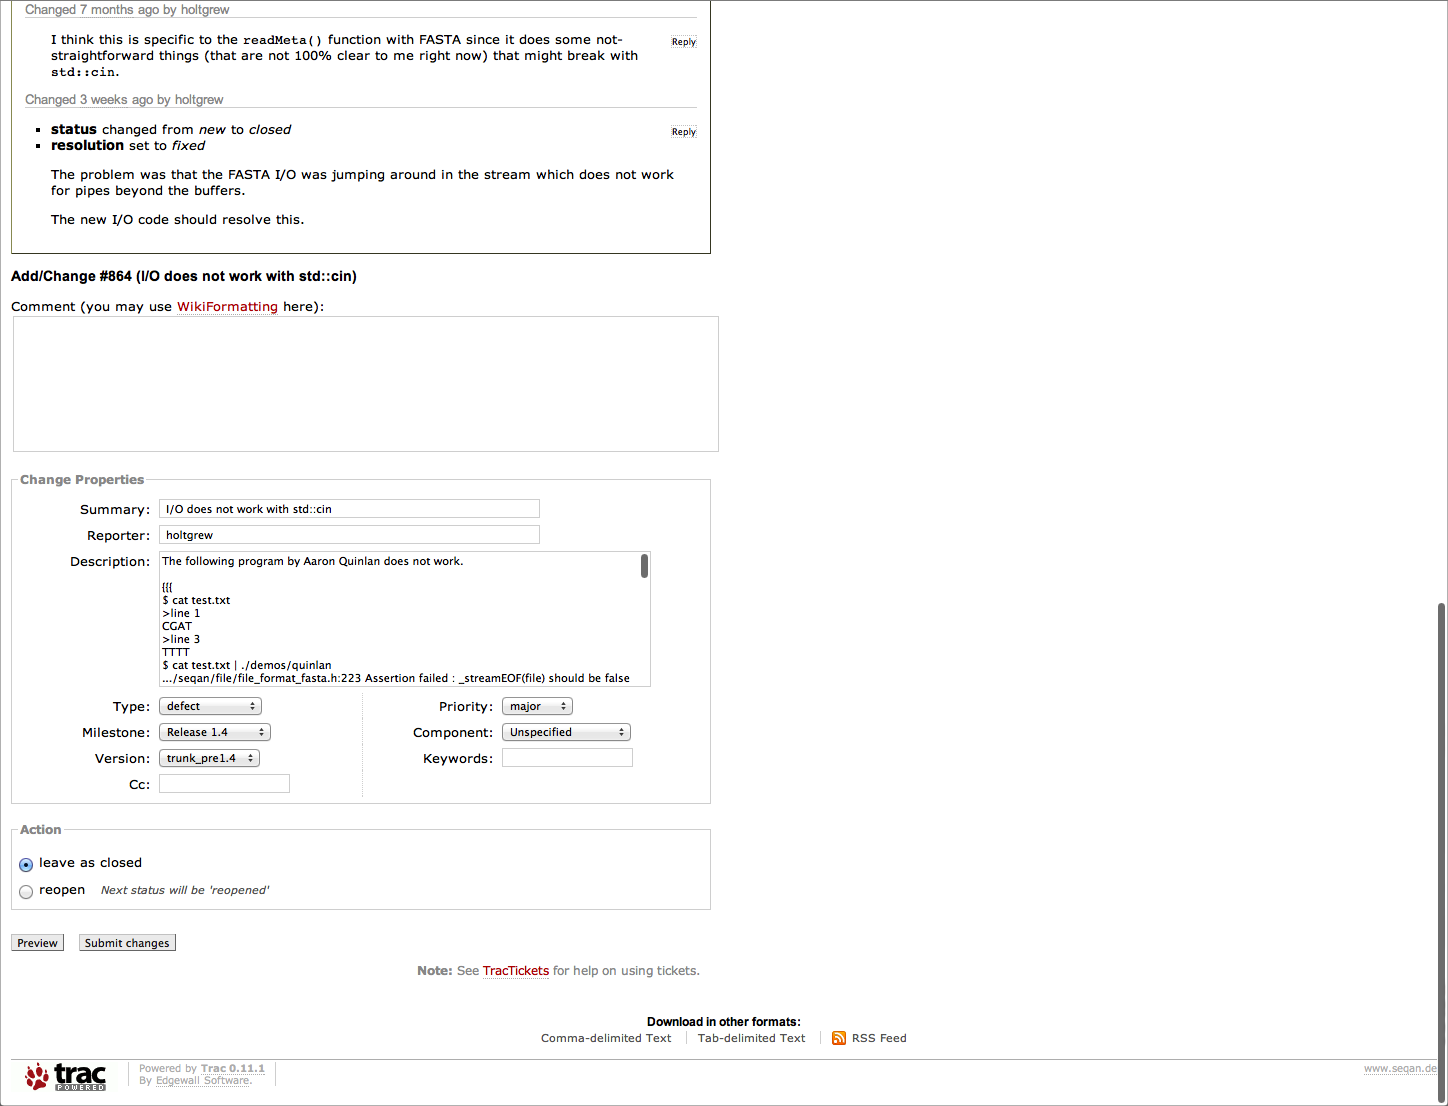 Changed 7 months ago by holtgrew
I think this is specific to the readMeta() function with FASTA since it does some not-
Reply
straightforward things (that are not 100% clear to me right now) that might break with
std::cin.
Changed 3 weeks ago by holtgrew
status changed from new to closed
Reply
resolution set to fixed
The problem was that the FASTA I/O was jumping around in the stream which does not work
for pipes beyond the buffers.
The new I/O code should resolve this.
Add/Change #864 (I/O does not work with std::cin)
Comment (you may use WikiFormatting here):
Change Properties
Summary: I/O does not work with std::cin
Reporter: holtgrew
Description: The following program by Aaron Quinlan does not work.
{{{
$ cat test.txt
>line 1
CGAT
>line 3
TTTT
$ cat test.txt | ./demos/quinlan
.../seqan/file/file_format_fasta.h:223 Assertion failed : _streamEOF(file) should be false
Type: defect Priority: major
Milestone: Release 1.4 Component: Unspecified
Version: trunk_pre1.4 Keywords:
Cc:
Action
leave as closed
reopen Next status will be 'reopened'
Preview Submit changes
Note: See TracTickets for help on using tickets.
Download in other formats:
Comma-delimited Text Tab-delimited Text RSS Feed
trac POWERED
Powered by Trac 0.11.1
By Edgewall Software.
www.seqan.de